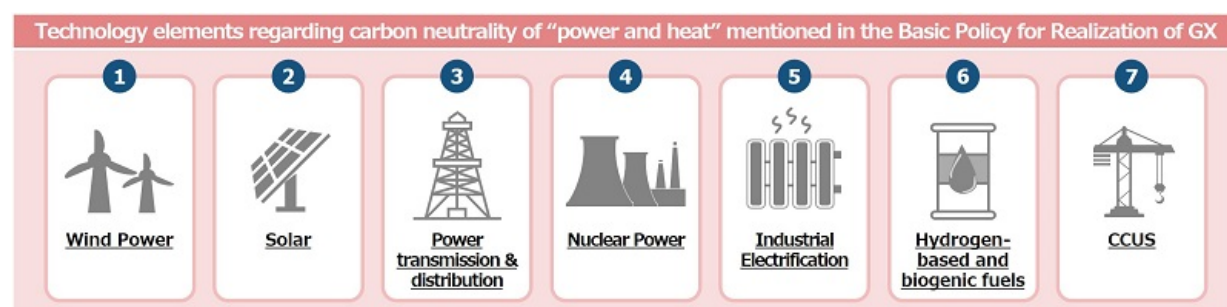 Technology elements regarding carbon neutrality of “power and heat” mentioned in the Basic Policy for Realization of GX
1
2
3
4
5
6
7
Wind Power
Solar
Power
transmission &
distribution
Nuclear Power
Industrial
Electrification
Hydrogen-
based and
biogenic fuels
CCUS